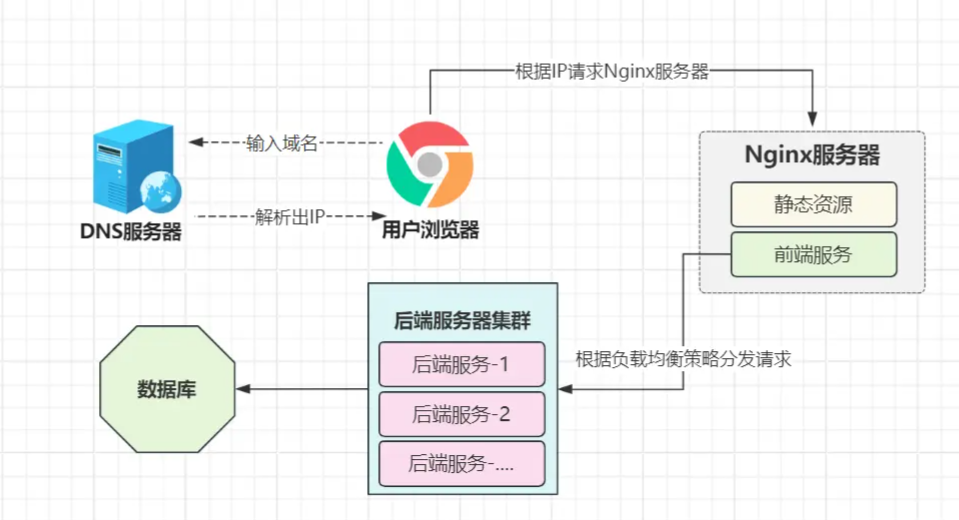 根据IP请求Nginx服务器
输入域名
解析出IP
DNS服务器
用户浏览器
Nginx服务器
静态资源
前端服务
根据负载均衡策略分发请求
后端服务器集群
后端服务-1
后端服务-2
后端服务-....
数据库